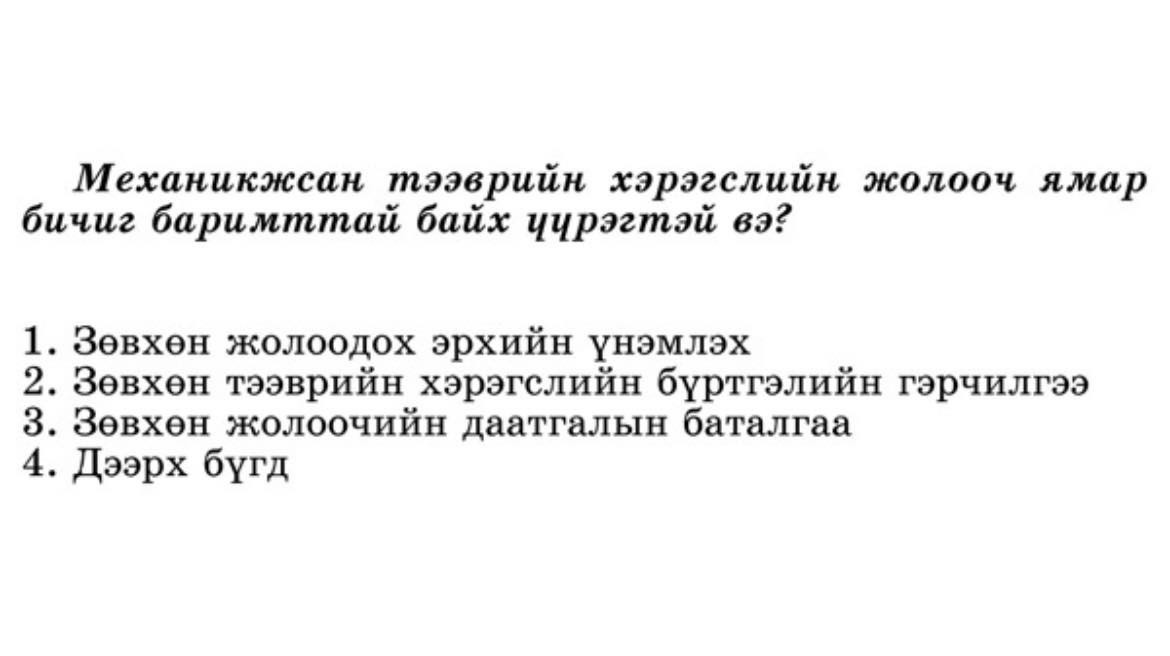 Механикжсан тээврийн хэрэгслийн жолооч ямар
бичиг баримттай байх үүрэгтэй вэ?
1. Зөвхөн жолоодох эрхийн үнэмлэх
2. Зөвхөн тээврийн хэрэгслийн бүртгэлийн гэрчилгээ
3. Зөвхөн жолоочийн даатгалын баталгаа
4. Дээрх бүгд